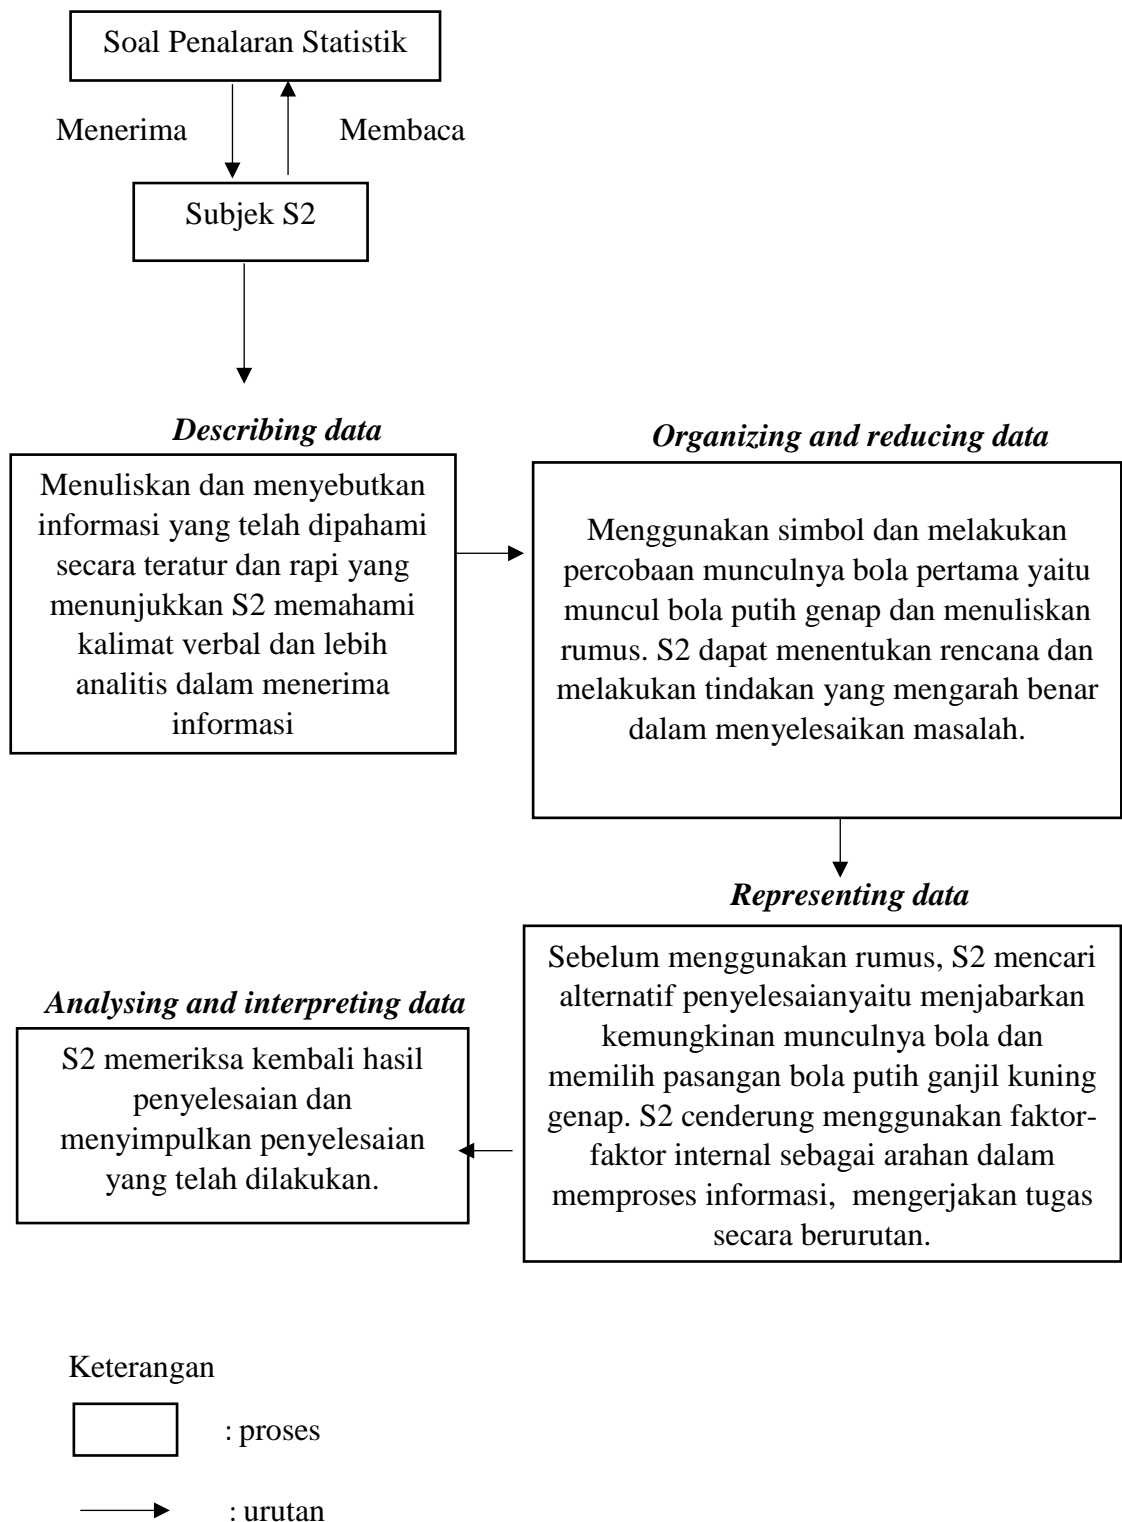 Soal Penalaran Statistik
Menerima
Membaca
Subjek S2
Describing data
Menuliskan dan menyebutkan
informasi yang telah dipahami
secara teratur dan rapi yang
menunjukkan S2 memahami
kalimat verbal dan lebih
analitis dalam menerima
informasi
Organizing and reducing data
Menggunakan simbol dan melakukan
percobaan munculnya bola pertama yaitu
muncul bola putih genap dan menuliskan
rumus. S2 dapat menentukan rencana dan
melakukan tindakan yang mengarah benar
dalam menyelesaikan masalah.
Representing data
Sebelum menggunakan rumus, S2 mencari
alternatif penyelesaianyaitu menjabarkan
kemungkinan munculnya bola dan
memilih pasangan bola putih ganjil kuning
genap. S2 cenderung menggunakan faktor-
faktor internal sebagai arahan dalam
memproses informasi,  mengerjakan tugas
secara berurutan.
Analysing and interpreting data
S2 memeriksa kembali hasil
penyelesaian dan
menyimpulkan penyelesaian
yang telah dilakukan.
Keterangan
: proses
: urutan